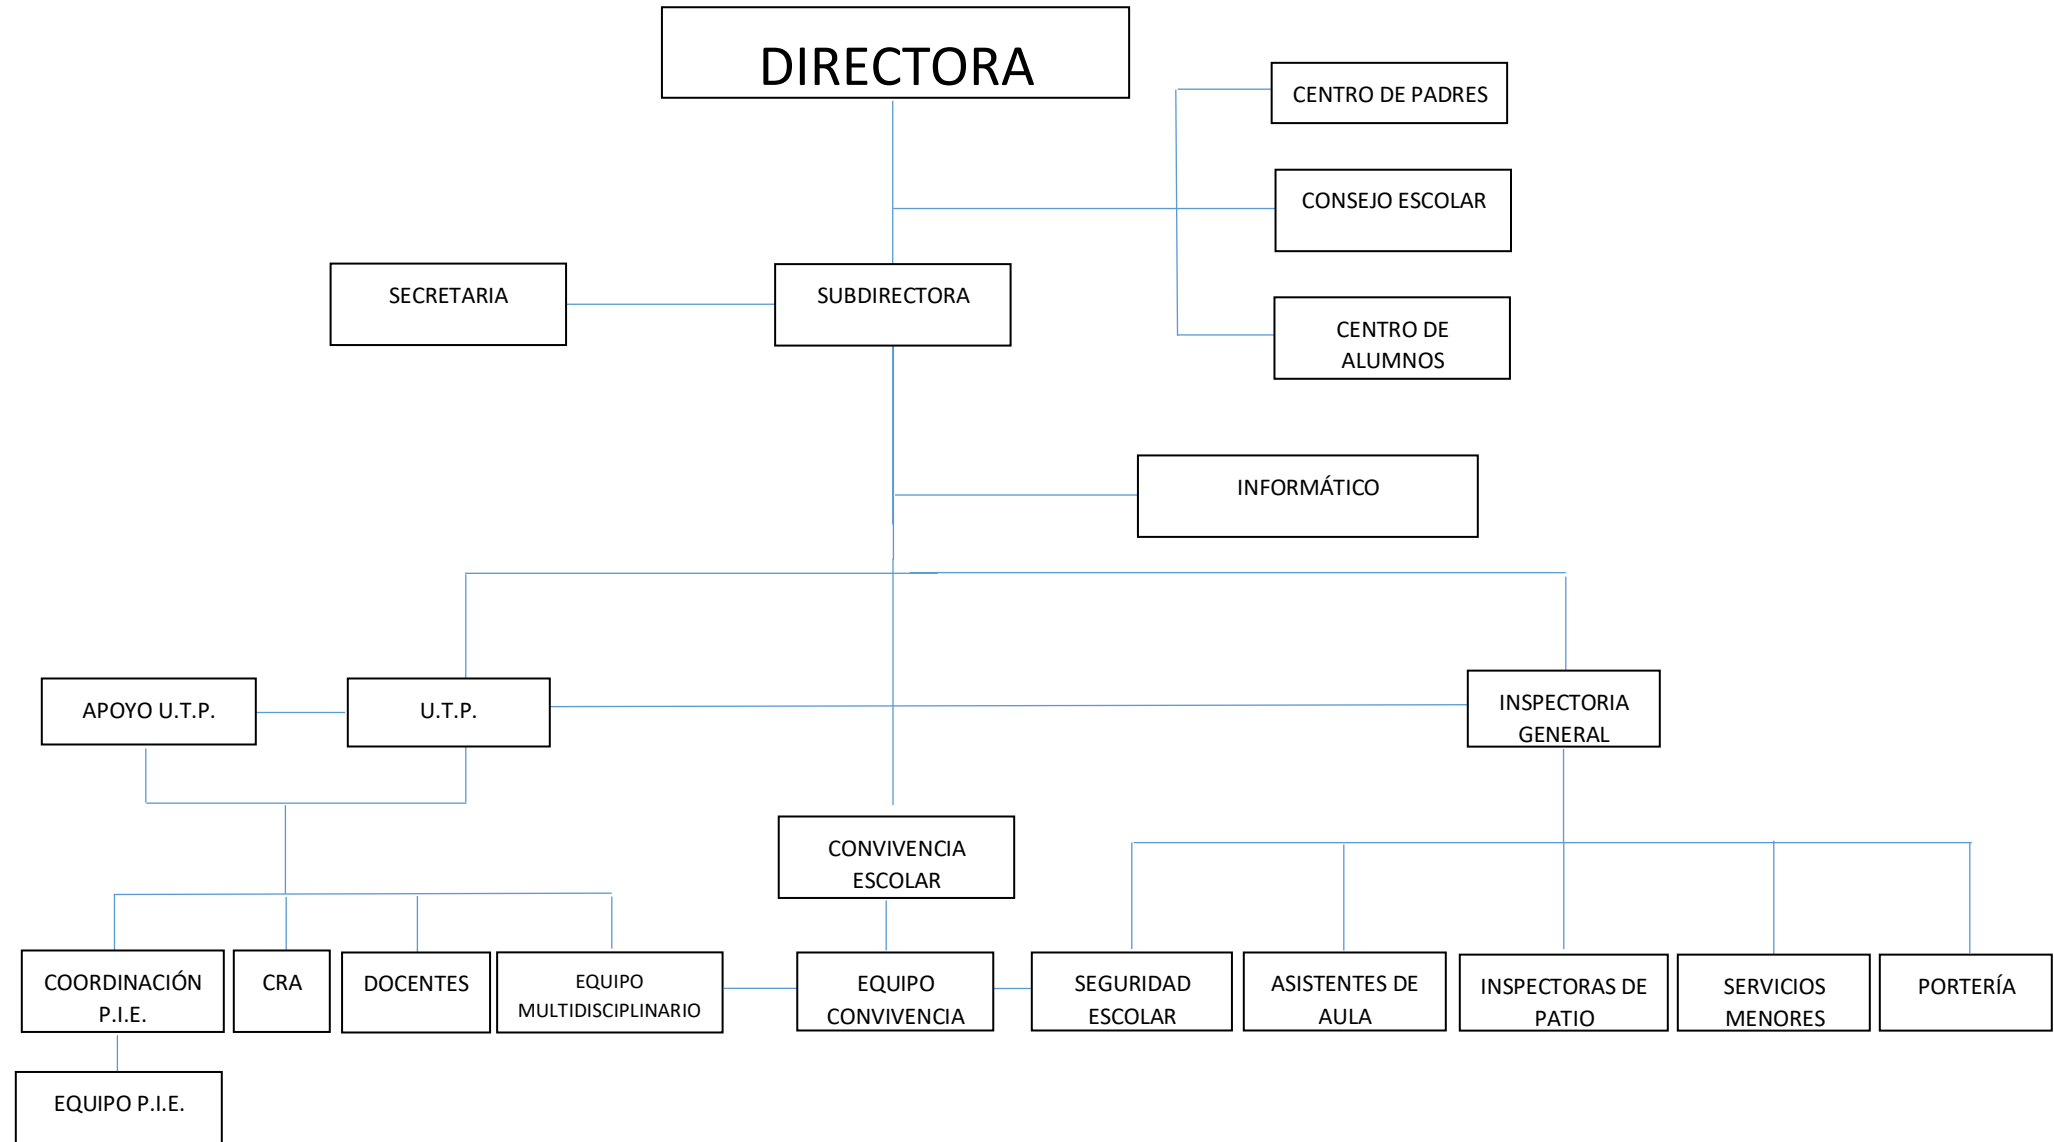 DIRECTORA
CENTRO DE PADRES
CONSEJO ESCOLAR
SECRETARIA
SUBDIRECTORA
CENTRO DE
ALUMNOS
INFORMÁTICO
APOYO U.T.P.
U.T.P.
INSPECTORIA
GENERAL
CONVIVENCIA
ESCOLAR
COORDINACIÓN
P.I.E.
CRA
DOCENTES
EQUIPO
MULTIDISCIPLINARIO
EQUIPO
CONVIVENCIA
SEGURIDAD
ESCOLAR
ASISTENTES DE
AULA
INSPECTORAS DE
PATIO
SERVICIOS
MENORES
PORTERÍA
EQUIPO P.I.E.